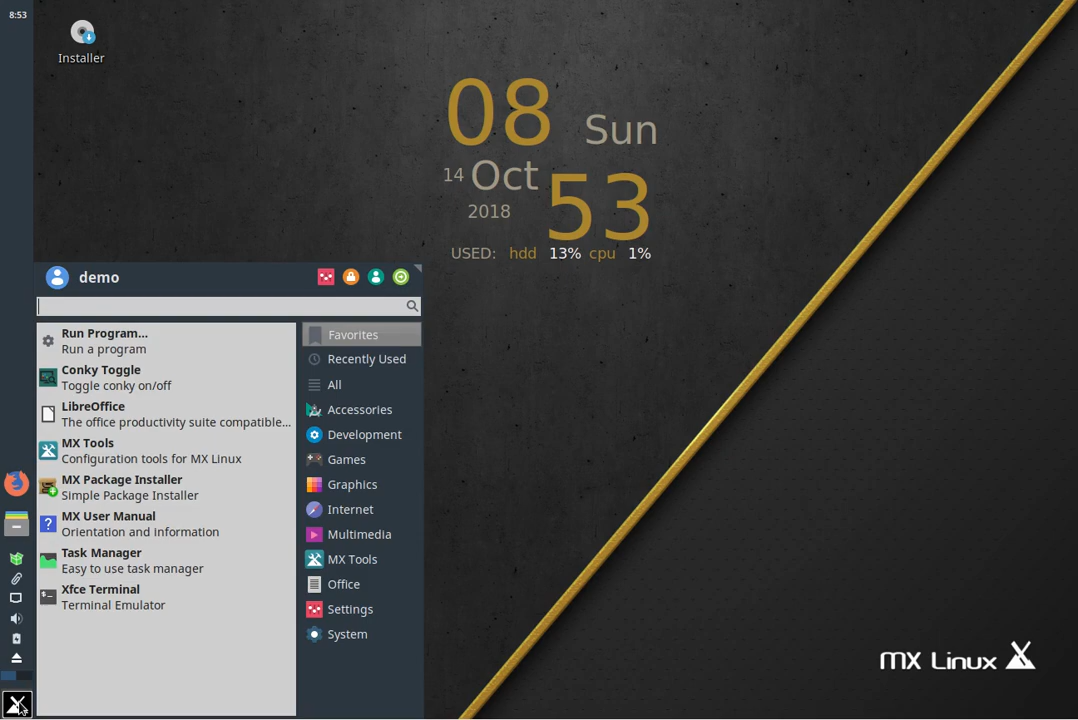 8:53
Installer
08 Sun
14 Oct 53
2018
USED: hdd 13% cpu 1%
demo
Run Program...
Run a program
Conky Toggle
Toggle conky on/off
LibreOffice
The office productivity suite compatible...
MX Tools
Configuration tools for MX Linux
MX Package Installer
Simple Package Installer
MX User Manual
Orientation and information
Task Manager
Easy to use task manager
Xfce Terminal
Terminal Emulator
Favorites
Recently Used
All
Accessories
Development
Games
Graphics
Internet
Multimedia
MX Tools
Office
Settings
System
MX Linux